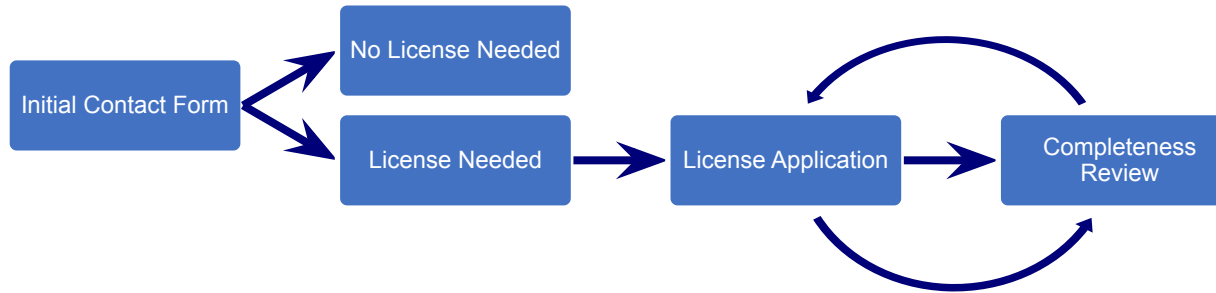 Initial Contact Form
No License Needed
License Needed
License Application
Completeness
Review